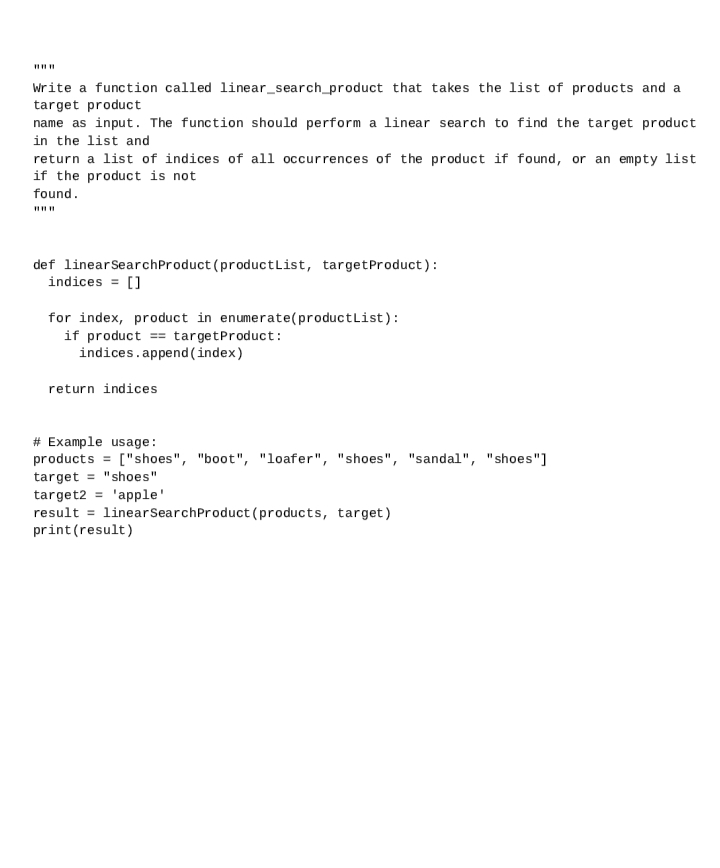 """
Write a function called linear_search_product that takes the list of products and a
target product
name as input. The function should perform a linear search to find the target product
in the list and
return a list of indices of all occurrences of the product if found, or an empty list
if the product is not
found.
"""
def linearSearchProduct(productList, targetProduct):
  indices = []
  for index, product in enumerate(productList):
    if product == targetProduct:
      indices.append(index)
  return indices
# Example usage:
products = ["shoes", "boot", "loafer", "shoes", "sandal", "shoes"]
target = "shoes"
target2 = 'apple'
result = linearSearchProduct(products, target)
print(result)